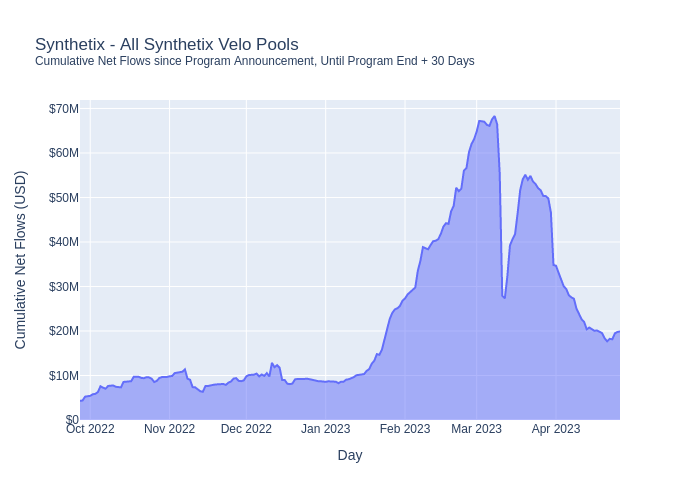 Synthetix - All Synthetix Velo Pools
Cumulative Net Flows since Program Announcement, Until Program End + 30 Days
$70M
$60M
$50M
$40M
$30M
$20M
$10M
$0
Cumulative Net Flows (USD)
Oct 2022 Nov 2022 Dec 2022 Jan 2023 Feb 2023 Mar 2023 Apr 2023
Day